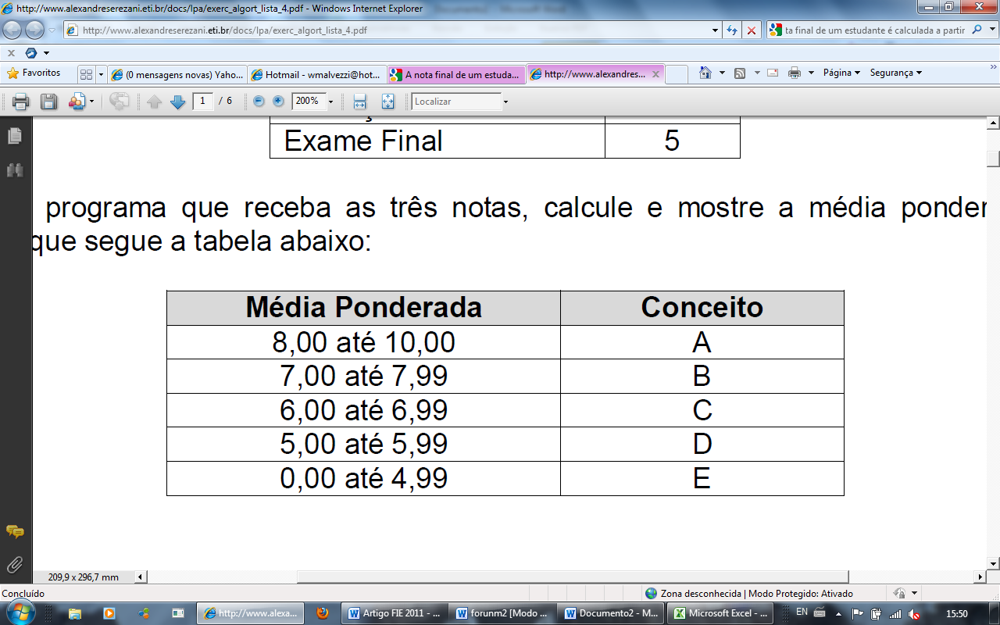 http://www.alexandreserezani.eti.br/docs/lpa/exerc_algort_lista_4.pdf - Windows Internet Explorer
http://www.alexandreserezani.eti.br/docs/lpa/exerc_algort_lista_4.pdf
ta final de um estudante é calculada a partir
x
Favoritos
(0 mensagens novas) Yaho...
Hotmail - wmalvezzi@hot...
A nota final de um estuda...
http://www.alexandres...
Página
Segurança
»
1 / 6
200%
Localizar
Exame Final 5
programa que receba as três notas, calcule e mostre a média ponder
que segue a tabela abaixo:
Média Ponderada Conceito
8,00 até 10,00 A
7,00 até 7,99 B
6,00 até 6,99 C
5,00 até 5,99 D
0,00 até 4,99 E
209,9 x 296,7 mm
Concluído
Zona desconhecida | Modo Protegido: Ativado
http://www.alexa...
Artigo FIE 2011 - ...
forunm2 [Modo ...
Documento2 - M...
Microsoft Excel - ...
EN
15:50